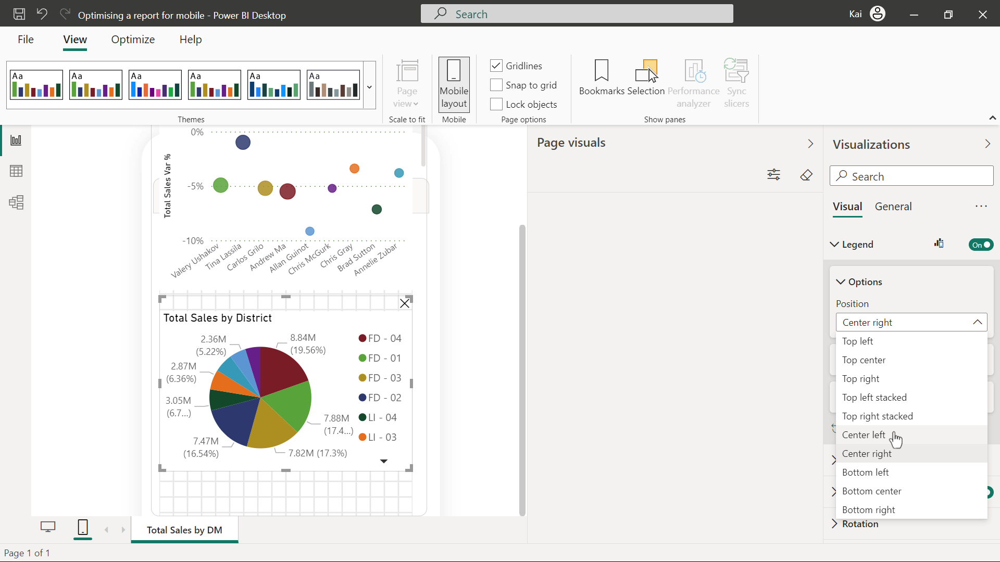 Optimising a report for mobile - Power BI Desktop
Search
Kai
File
View
Optimize
Help
Aa
Aa
Aa
Aa
Aa
Aa
Themes
Page view
Scale to fit
Mobile layout
Mobile
Gridlines
Snap to grid
Lock objects
Page options
Bookmarks
Selection
Performance analyzer
Sync slicers
Show panes
Total Sales Var %
0%
-5%
-10%
Valery Ushakov
Tina Lassila
Carlos Grilo
Andrew Ma
Allan Guinot
Chris McGurk
Chris Gray
Brad Sutton
Annelie Zubar
Total Sales by District
2.36M
(5.22%)
8.84M
(19.56%)
2.87M
(6.36%)
3.05M
(6.7...)
7.47M
(16.54%)
7.88M
(17.4...)
7.82M (17.3%)
FD - 04
FD - 01
FD - 03
FD - 02
LI - 04
LI - 03
Page visuals
Visualizations
Search
Visual
General
Legend
On
Options
Position
Center right
Top left
Top center
Top right
Top left stacked
Top right stacked
Center left
Center right
Bottom left
Bottom center
Bottom right
Rotation
Total Sales by DM
Page 1 of 1